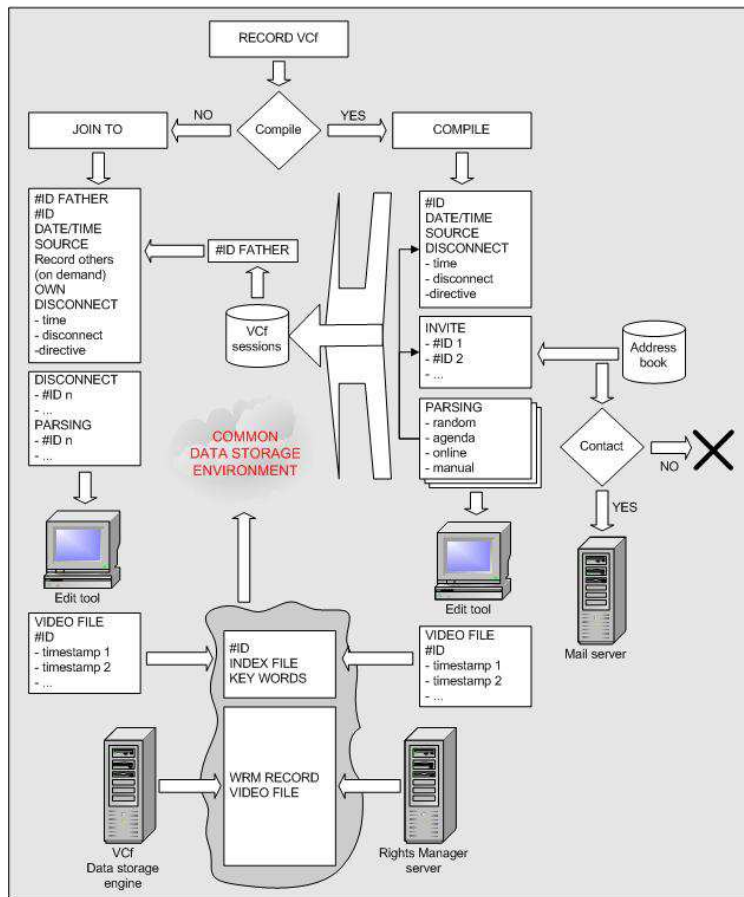 RECORD VCf
JOIN TO
NO
Compile
YES
COMPILE
#ID FATHER
#ID
DATE/TIME
SOURCE
Record others
(on demand)
OWN
DISCONNECT
- time
- disconnect
-directive
#ID FATHER
VCf
sessions
#ID
DATE/TIME
SOURCE
DISCONNECT
- time
- disconnect
-directive
INVITE
- #ID 1
- #ID 2
- ...
Address
book
DISCONNECT
- #ID n
- ...
PARSING
- #ID n
- ...
COMMON
DATA STORAGE
ENVIRONMENT
PARSING
- random
- agenda
- online
- manual
Contact
NO
YES
Edit tool
Edit tool
Mail server
VIDEO FILE
#ID
- timestamp 1
- timestamp 2
- ...
#ID
INDEX FILE
KEY WORDS
VIDEO FILE
#ID
- timestamp 1
- timestamp 2
- ...
WRM RECORD
VIDEO FILE
VCf
Data storage
engine
Rights Manager
server